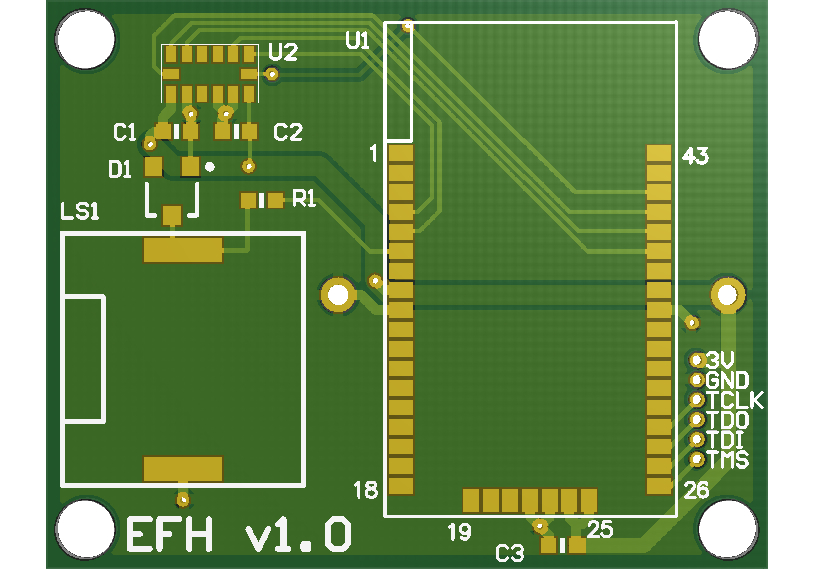 U1
U2
C1
C2
1
43
D1
R1
LS1
3V
GND
TCLK
TDO
TDI
TMS
18
26
19
25
EFH v1.0
C3